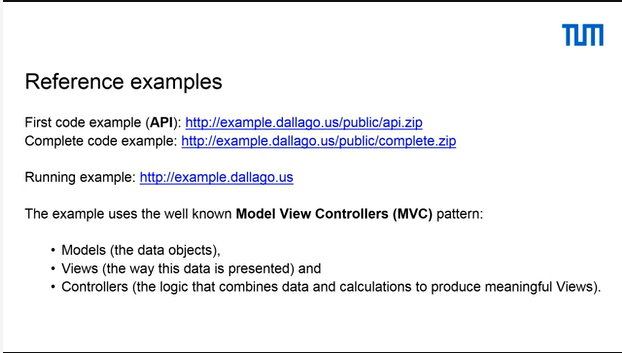 TUM
Reference examples
First code example (API): http://example.dallago.us/public/api.zip
Complete code example: http://example.dallago.us/public/complete.zip
Running example: http://example.dallago.us
The example uses the well known Model View Controllers (MVC) pattern:
• Models (the data objects),
• Views (the way this data is presented) and
• Controllers (the logic that combines data and calculations to produce meaningful Views).